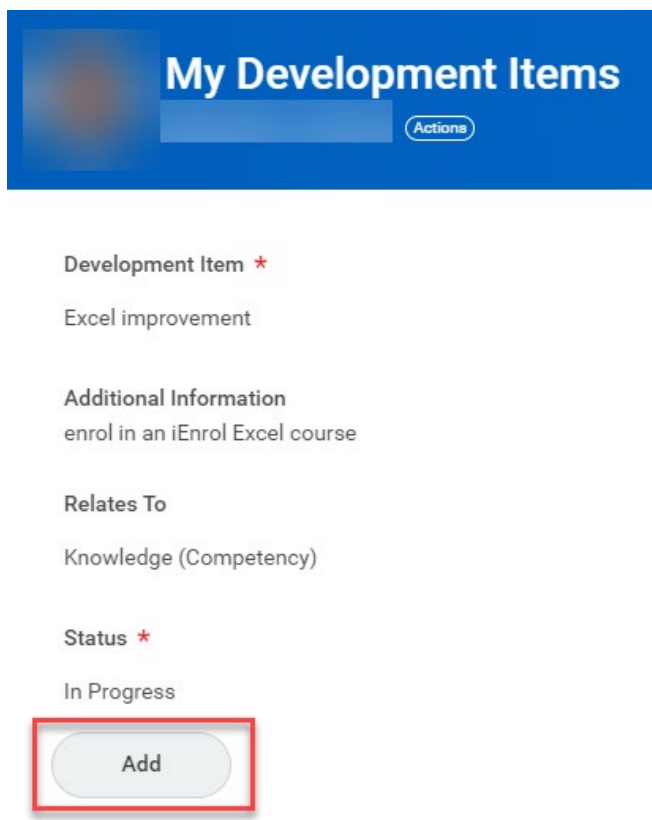 My Development Items
Actions
Development Item *
Excel improvement
Additional Information
enrol in an iEnrol Excel course
Relates To
Knowledge (Competency)
Status *
In Progress
Add